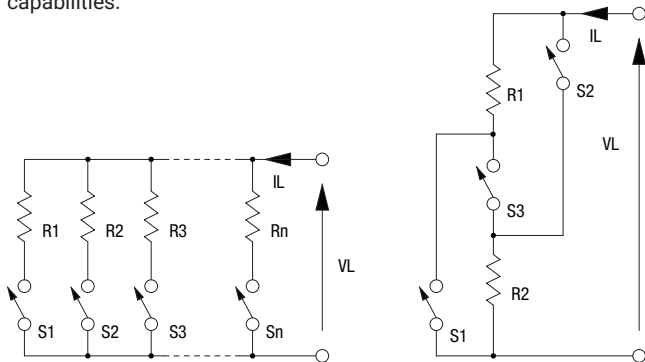 capabilities.
IL
R1
S2
VL
S3
R2
S1
IL
R1 R2 R3 Rn
VL
S1 S2 S3 Sn